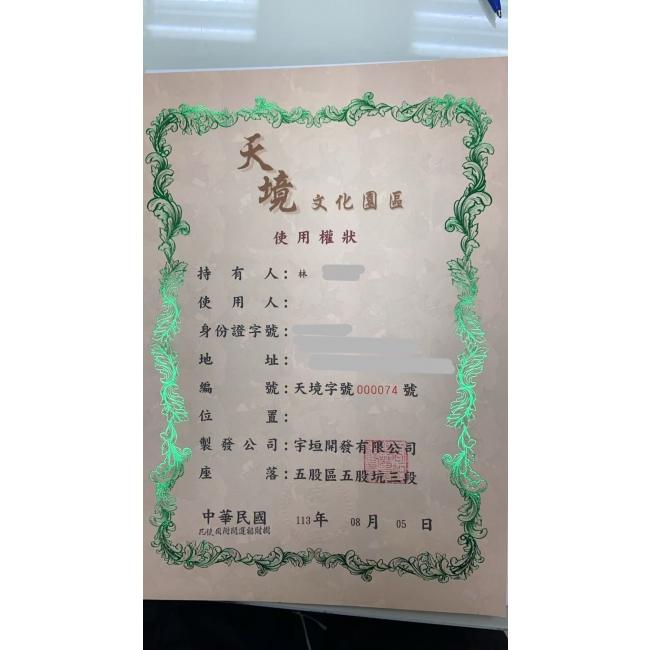 天境文化園區
使用權狀
持有人：林
使用人：
身份證字號：
地址：
編號：天境字號000074號
位置：
製發公司：宇垣開發有限公司
座落：五股區五股坑三段
中華民國 113年 08月 05日